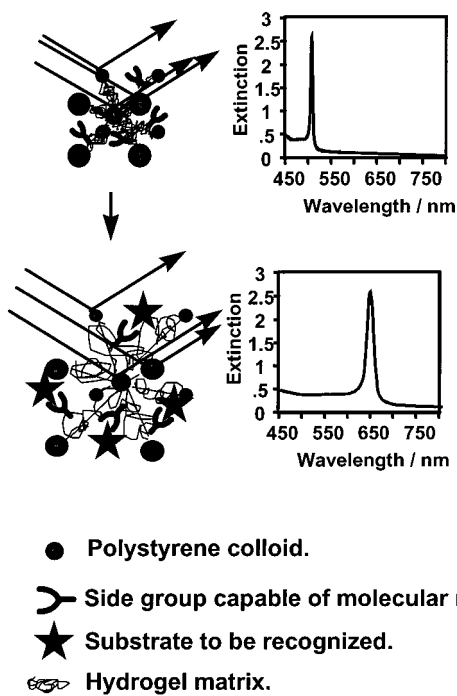 3
2.5
2
1.5
1
.5
0
Extinction
450 550 650 750
Wavelength / nm
3
2.5
2
1.5
1
.5
0
Extinction
450 550 650 750
Wavelength / nm
Polystyrene colloid.
Side group capable of molecular
Substrate to be recognized.
Hydrogel matrix.